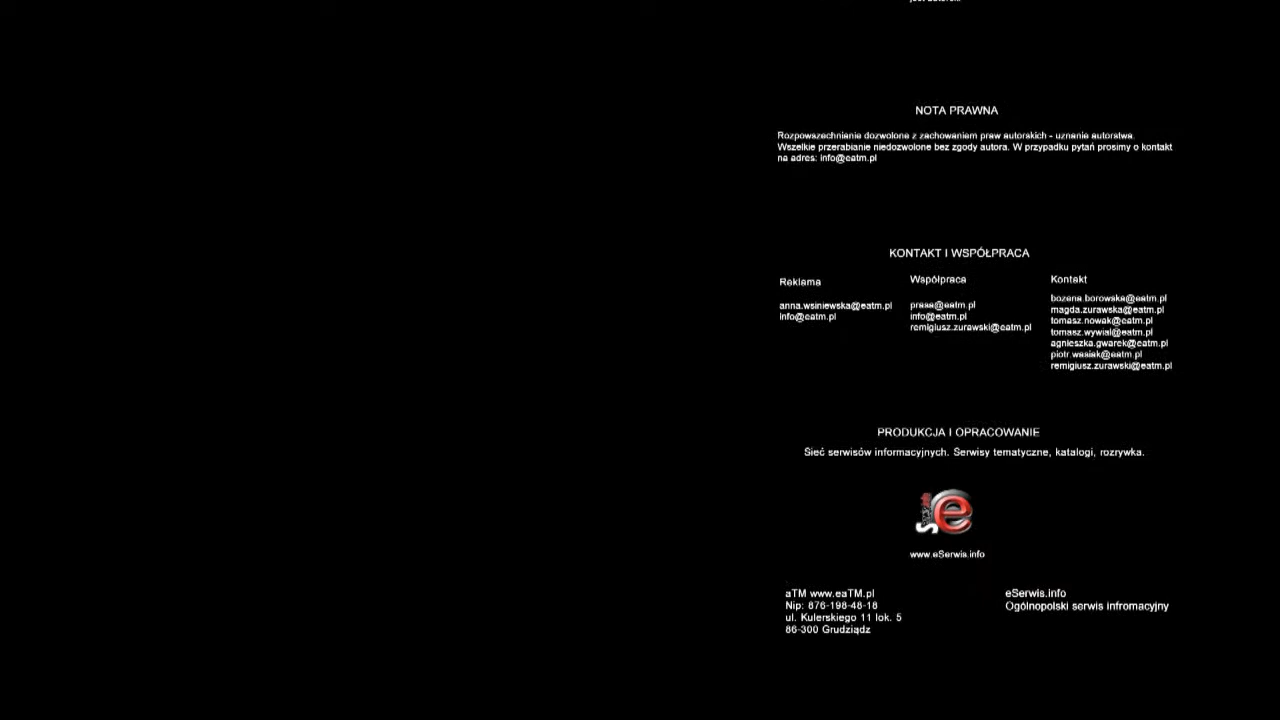 NOTA PRAWNA
Rozpowszechnianie dozwolone z zachowaniem praw autorskich - uznanie autorstwa.
Wszelkie przerabianie niedozwolone bez zgody autora. W przypadku pytań prosimy o kontakt
na adres: info@eatm.pl
KONTAKT I WSPÓŁPRACA
Reklama
anna.wsiniewska@eatm.pl
info@eatm.pl
Współpraca
prasa@eatm.pl
info@eatm.pl
remigiusz.zurawski@eatm.pl
Kontakt
bozena.borowska@eatm.pl
magda.zurawska@eatm.pl
tomasz.nowak@eatm.pl
tomasz.wywial@eatm.pl
agnieszka.gwarek@eatm.pl
piotr.wasiak@eatm.pl
remigiusz.zurawski@eatm.pl
PRODUKCJA I OPRACOWANIE
Sieć serwisów informacyjnych. Serwisy tematyczne, katalogi, rozrywka.
e
www.eSerwis.info
aTM www.eaTM.pl
Nip: 876-198-48-18
ul. Kulerskiego 11 lok. 5
86-300 Grudziądz
eSerwis.info
Ogólnopolski serwis infromacyjny